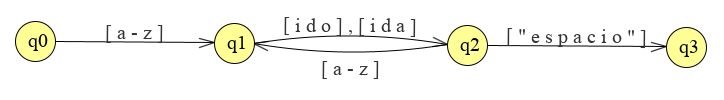 [ido],[ida]
q0 [a-z] q1 q2 ["espacio"] q3
[a-z]